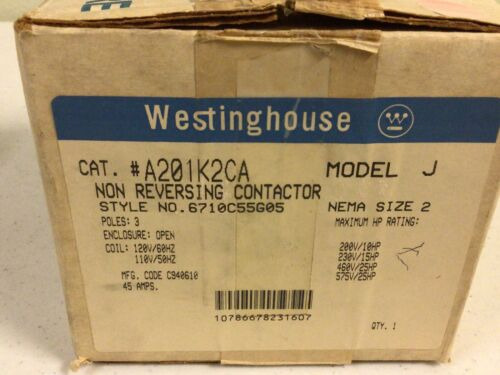 Westinghouse
CAT. # A201K2CA MODEL J
NON REVERSING CONTACTOR
STYLE NO. 6710C55G05 NEMA SIZE 2
POLES: 3 MAXIMUM HP RATING:
ENCLOSURE: OPEN
COIL: 120V/60HZ 200V/10HP
110V/50HZ 230V/15HP
460V/25HP
MFG. CODE C940610 575V/25HP
45 AMPS.
10786678231607
QTY. 1